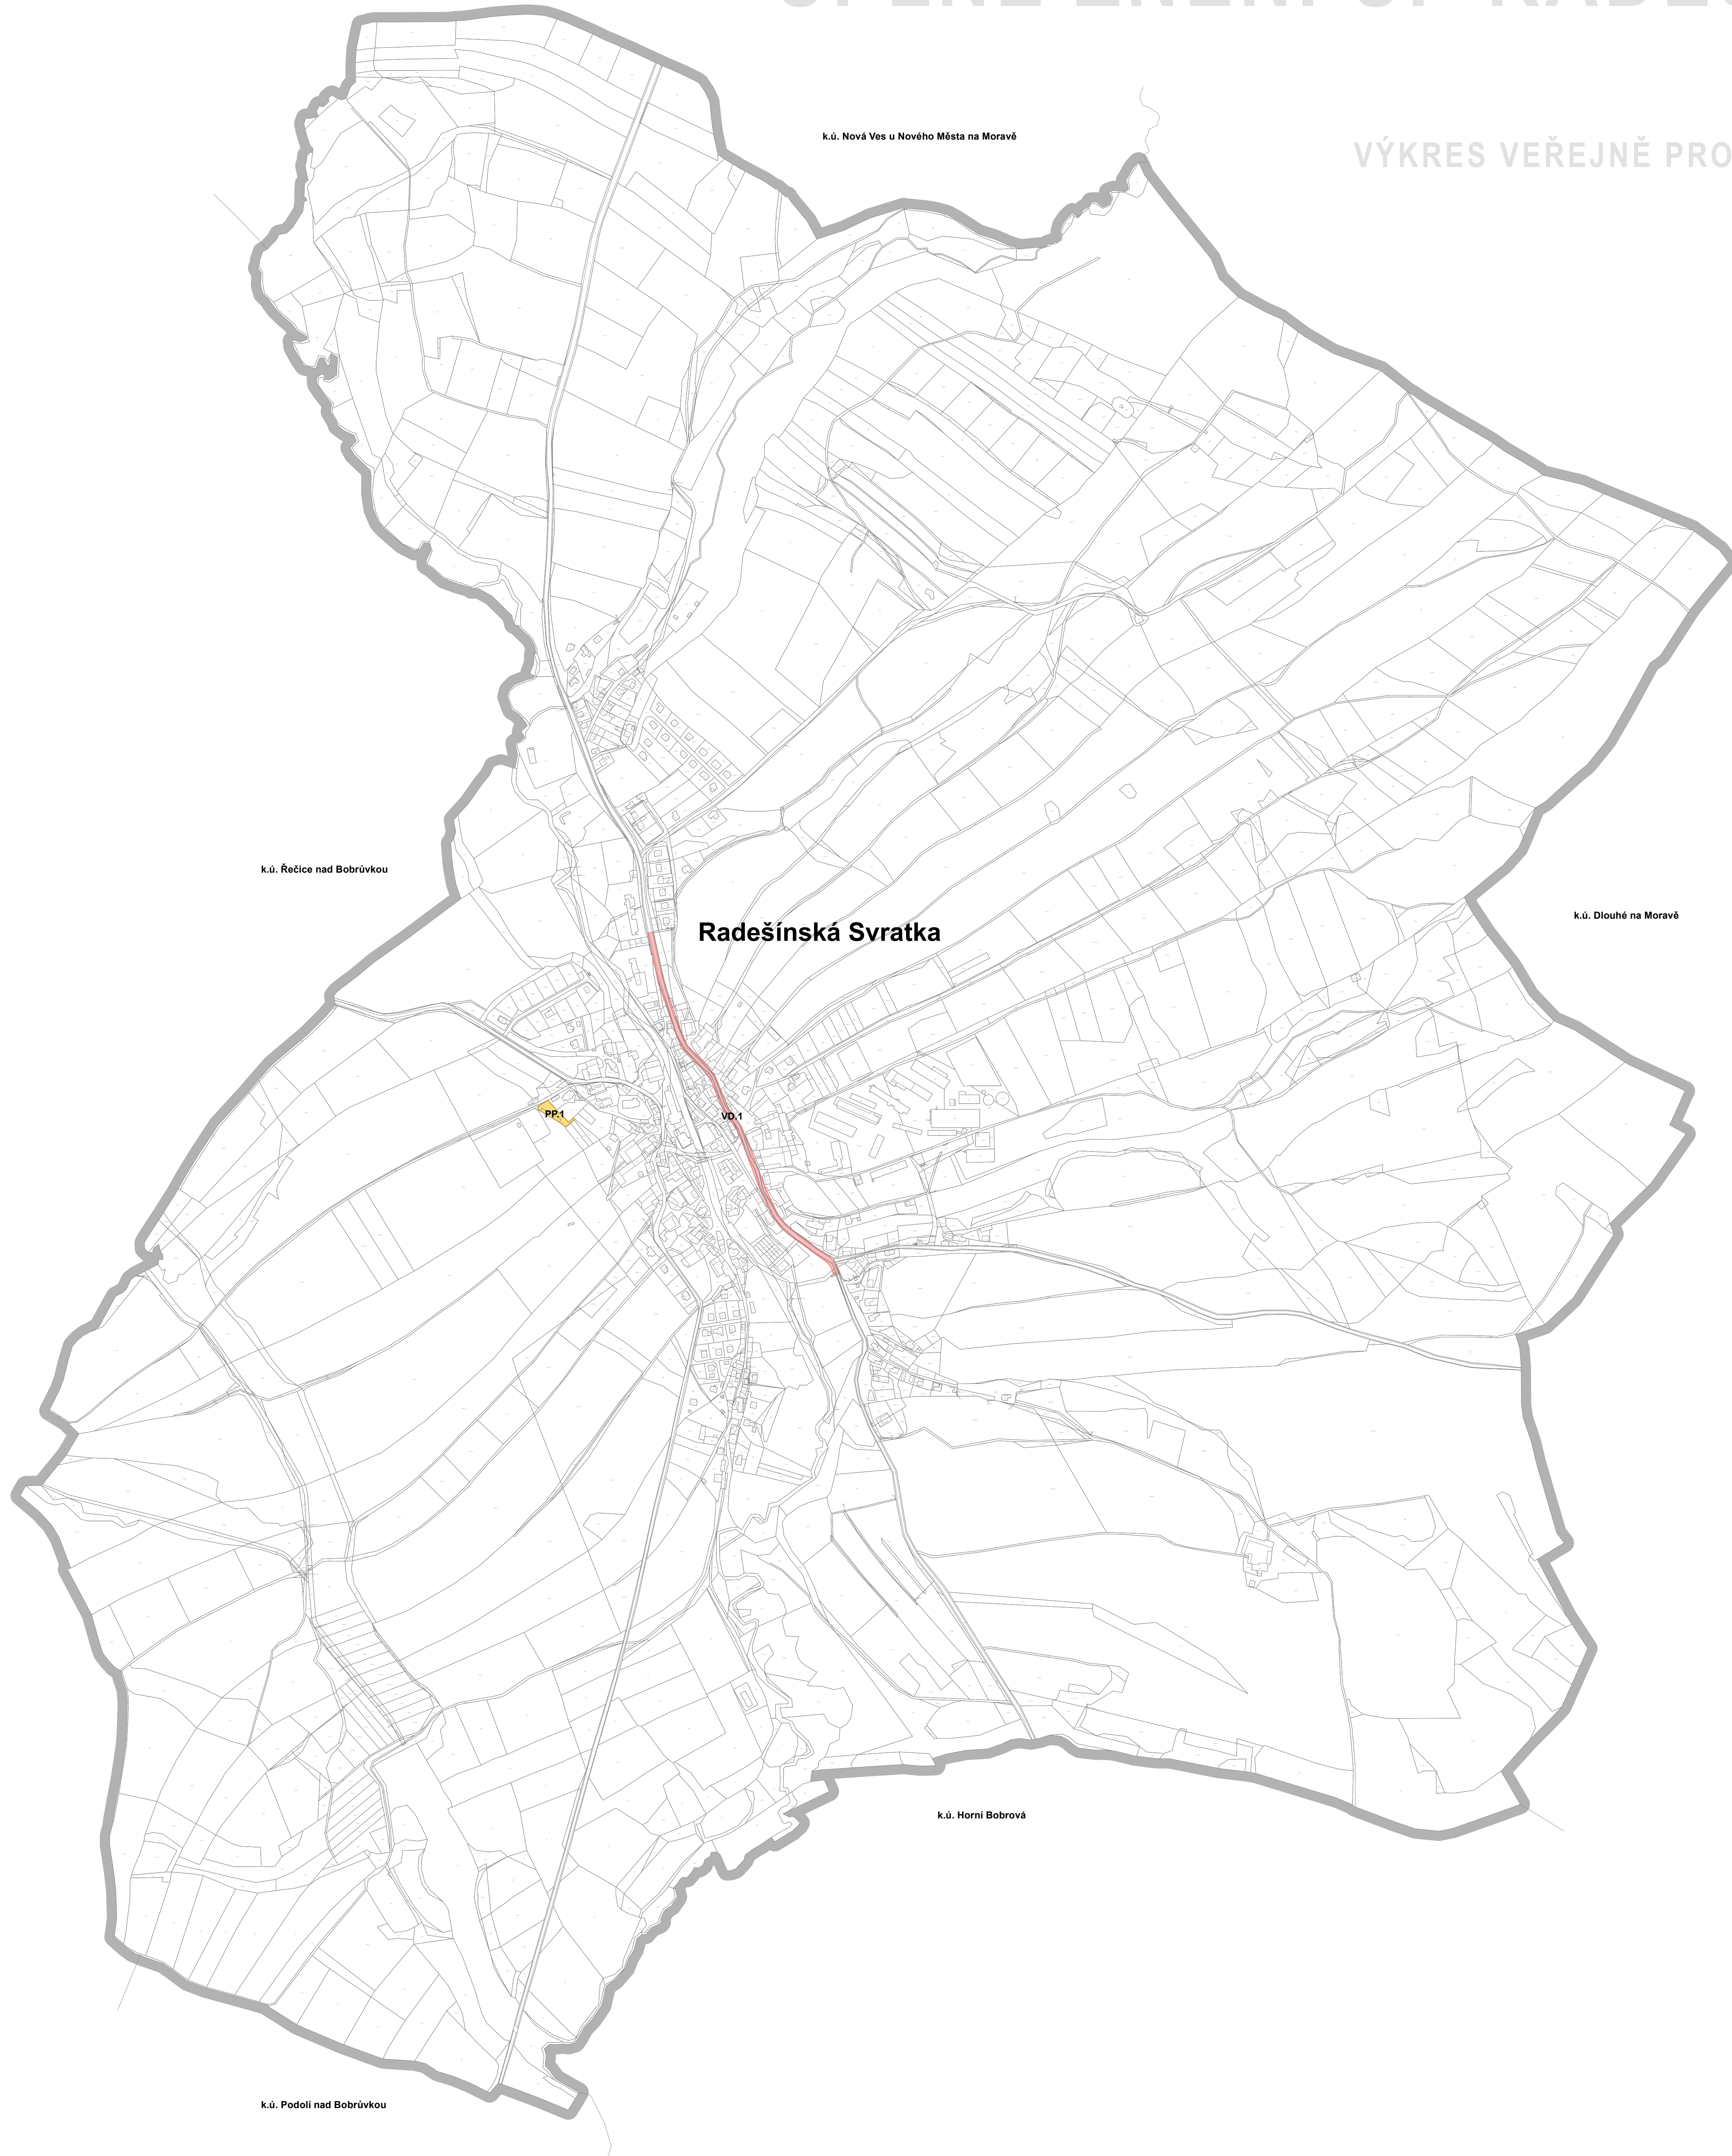 VÝKRES VEŘEJNĚ PRO
k.ú. Nová Ves u Nového Města na Moravě
k.ú. Řečice nad Bobrůvkou
Radešínská Svratka
k.ú. Dlouhé na Moravě
PP.1
VD.1
k.ú. Horní Bobrová
k.ú. Podolí nad Bobrůvkou